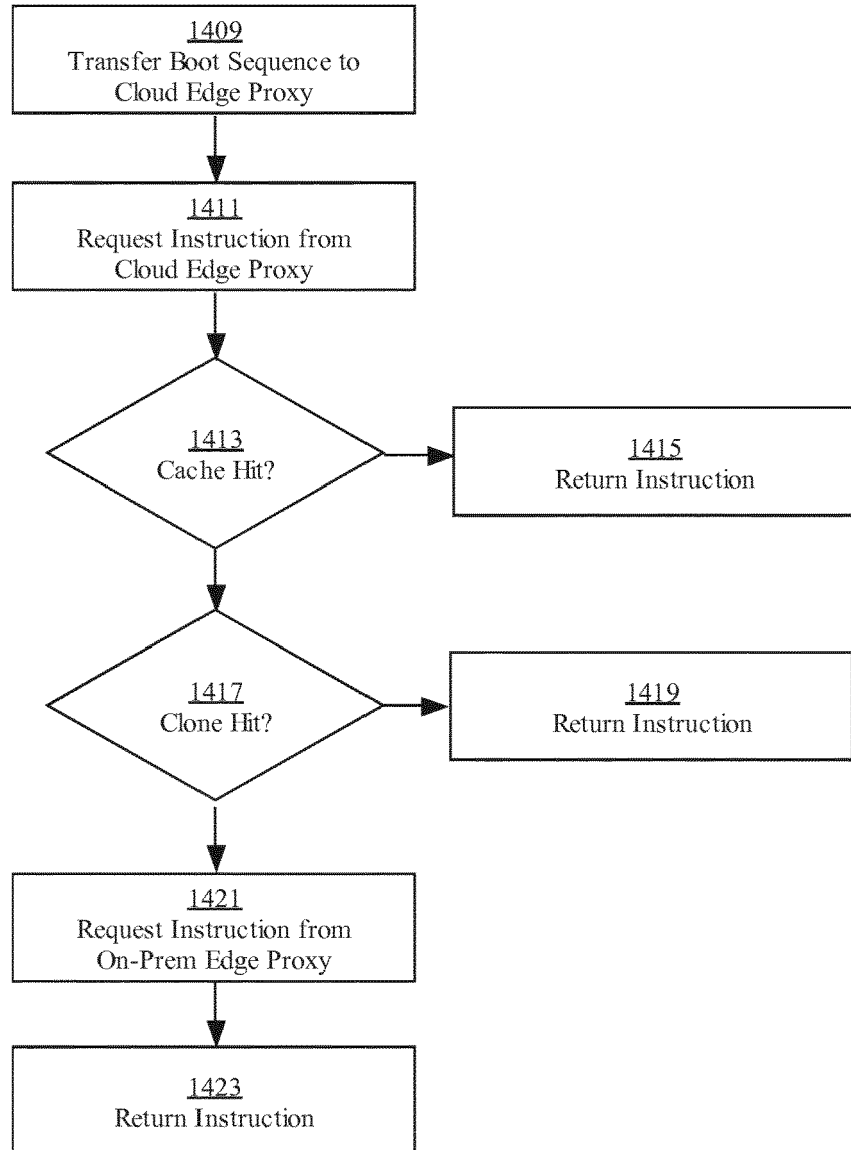 1409
Transfer Boot Sequence to
Cloud Edge Proxy
1411
Request Instruction from
Cloud Edge Proxy
1413
Cache Hit?
1415
Return Instruction
1417
Clone Hit?
1419
Return Instruction
1421
Request Instruction from
On-Prem Edge Proxy
1423
Return Instruction